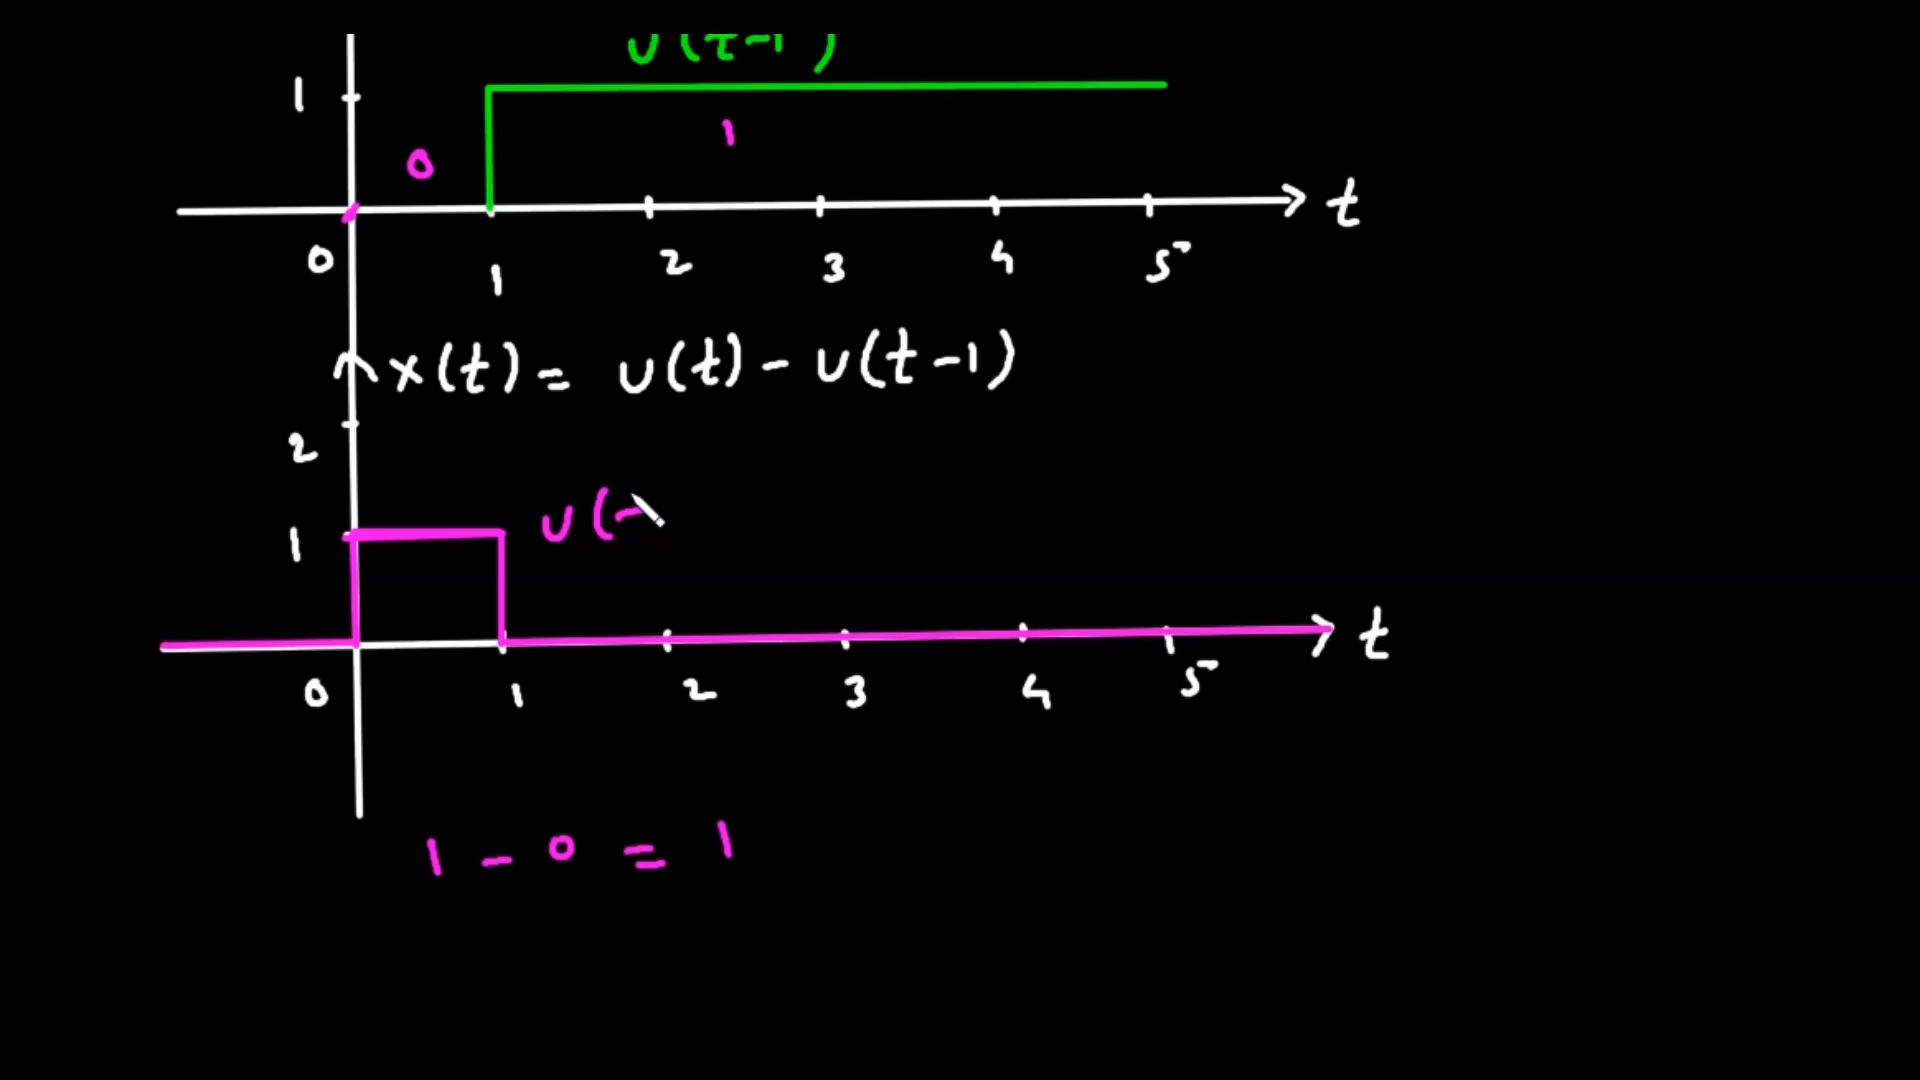 u(t-1)
1
0 1
t
0 1 2 3 4 5
x(t) = u(t) - u(t-1)
2
u(
1
t
0 1 2 3 4 5
1 - 0 = 1